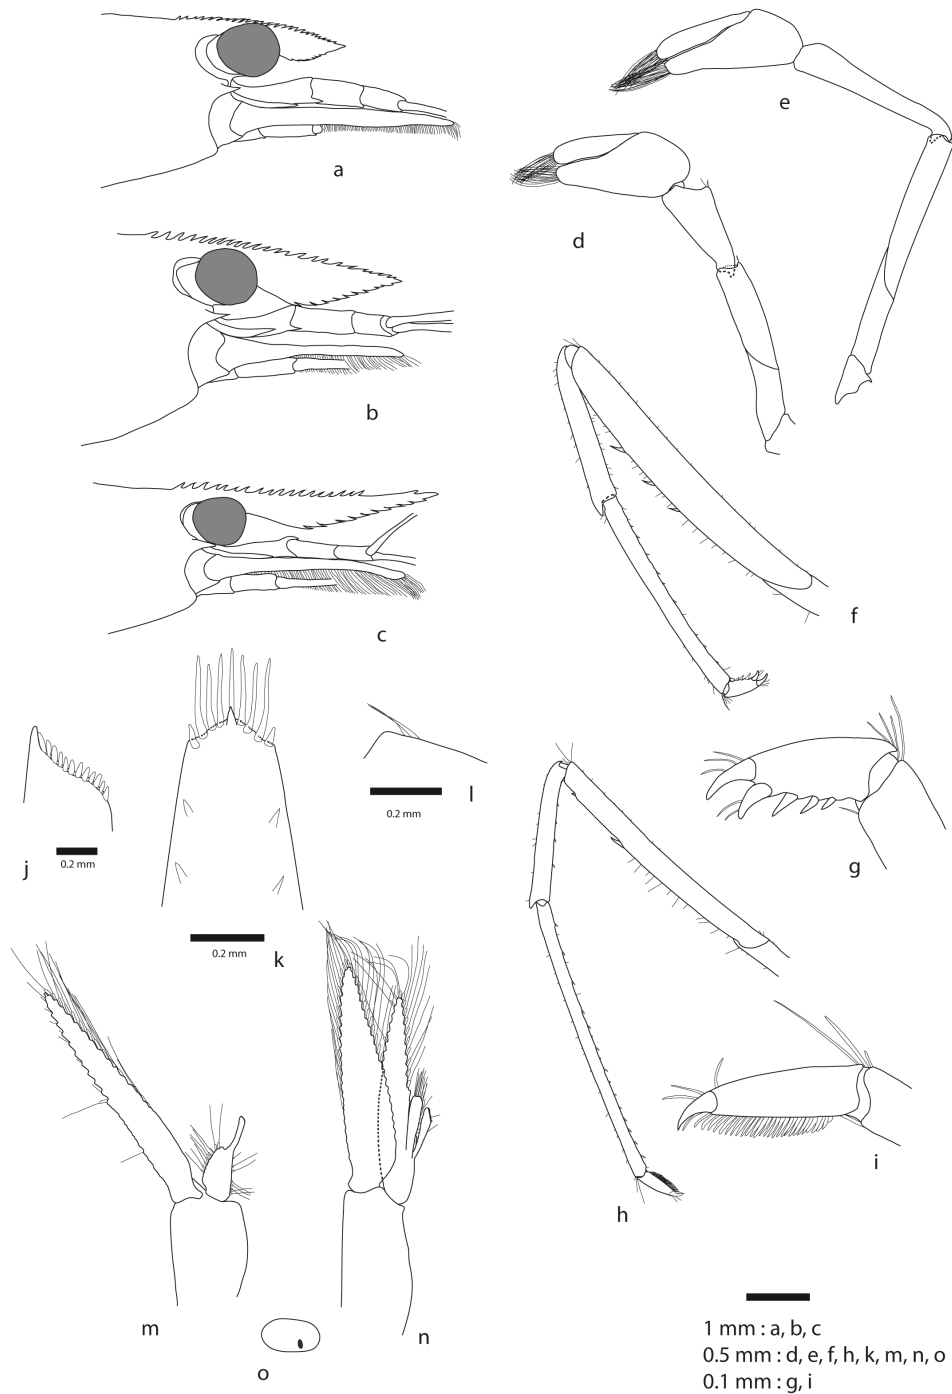 a
e
d
b
f
c
l
0.2 mm
j
0.2 mm
g
k
0.2 mm
i
h
m
n
o
1 mm : a, b, c
0.5 mm : d, e, f, h, k, m, n, o
0.1 mm : g, i